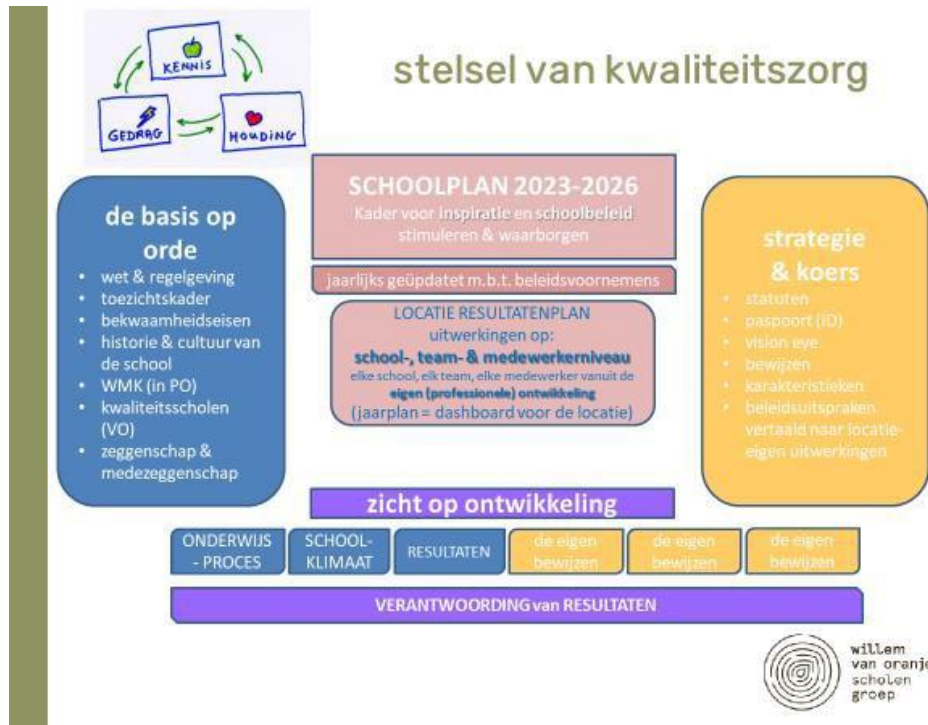 KENNIS
GEDRAG
HOUDING
stelsel van kwaliteitszorg
de basis op
orde
• wet & regelgeving
• toezichtskader
• bekwaamheidseisen
• historie & cultuur van
de school
• WMK (in PO)
• kwaliteitsscholen
(VO)
• zeggenschap &
medezeggenschap
SCHOOLPLAN 2023-2026
Kader voor inspiratie en schoolbeleid
stimuleren & waarborgen
jaarlijks geüpdatet m.b.t. beleidsvoornemens
LOCATIE RESULTATENPLAN
uitwerkingen op:
school-, team- & medewerkerniveau
elke school, elk team, elke medewerker vanuit de
eigen (professionele) ontwikkeling
(jaarplan = dashboard voor de locatie)
strategie
& koers
• statuten
• paspoort (ID)
• vision eye
• bewijzen
• karakteristieken
• beleidsuitspraken
vertaald naar locatie-
eigen uitwerkingen
zicht op ontwikkeling
ONDERWIJS
- PROCES
SCHOOL-
KLIMAAT
RESULTATEN
de eigen
bewijzen
de eigen
bewijzen
de eigen
bewijzen
VERANTWOORDING van RESULTATEN
willem
van oranje
scholen
groep